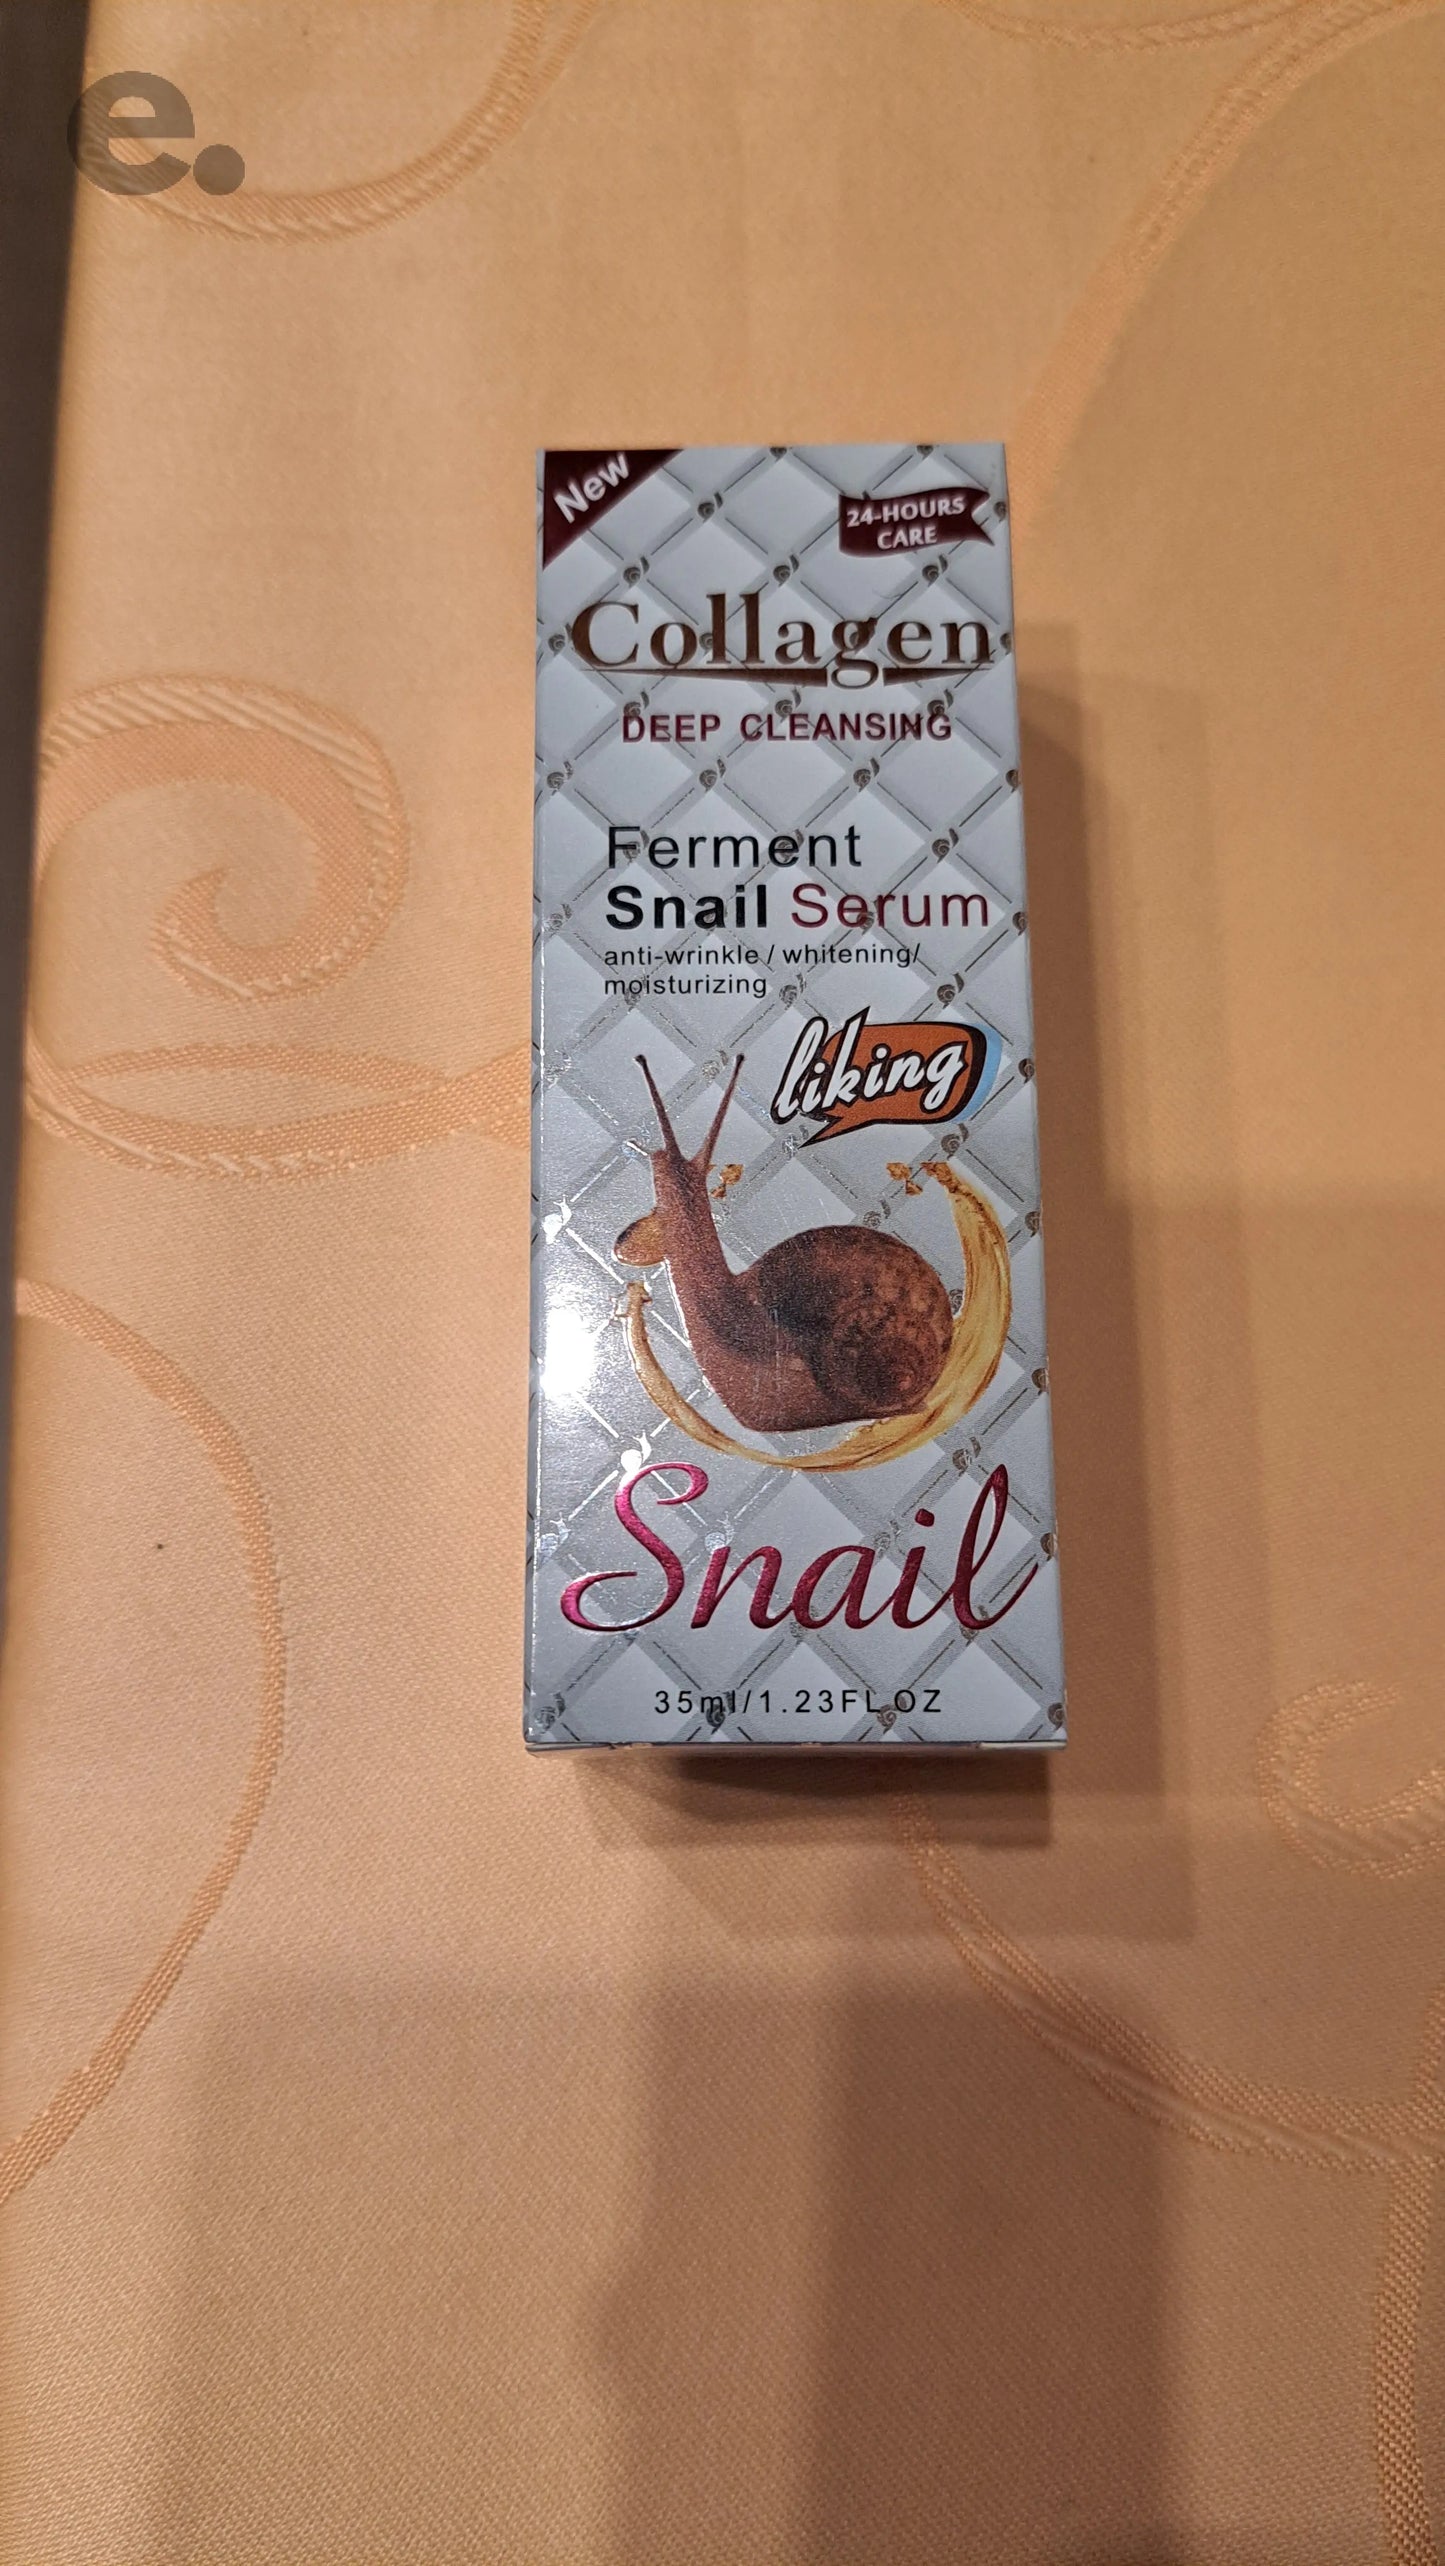 e.
New
24-HOURS
CARE
Collagen
DEEP CLEANSING
Ferment
Snail Serum
anti-wrinkle / whitening/
moisturizing
liking
Snail
35ml/1.23FL OZ